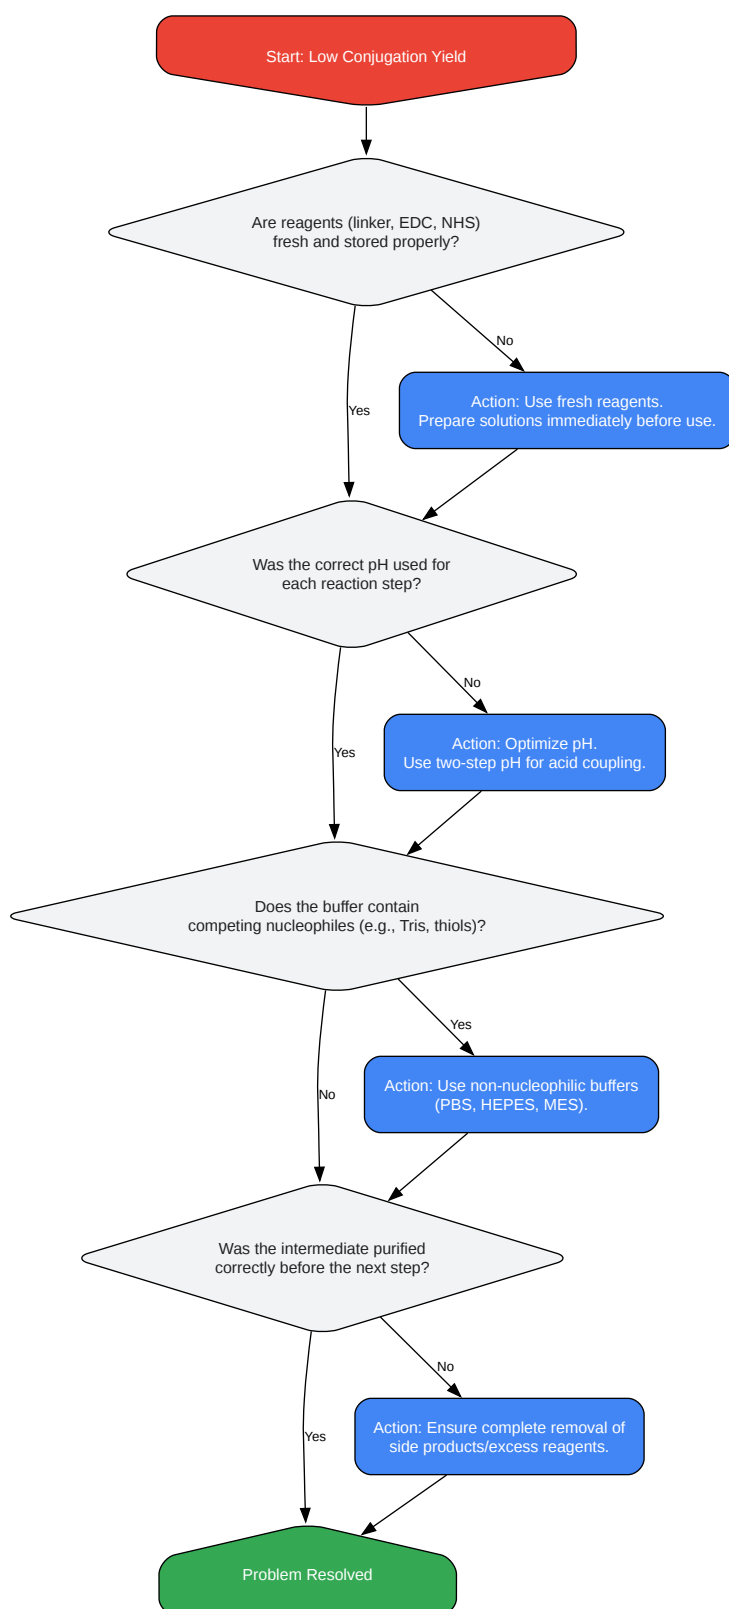 Start: Low Conjugation Yield
Are reagents (linker, EDC, NHS)
fresh and stored properly?
No
Yes
Action: Use fresh reagents.
Prepare solutions immediately before use.
Was the correct pH used for
each reaction step?
No
Yes
Action: Optimize pH.
Use two-step pH for acid coupling.
Does the buffer contain
competing nucleophiles (e.g., Tris, thiols)?
Yes
No
Action: Use non-nucleophilic buffers
(PBS, HEPES, MES).
Was the intermediate purified
correctly before the next step?
No
Yes
Action: Ensure complete removal of
side products/excess reagents.
Problem Resolved